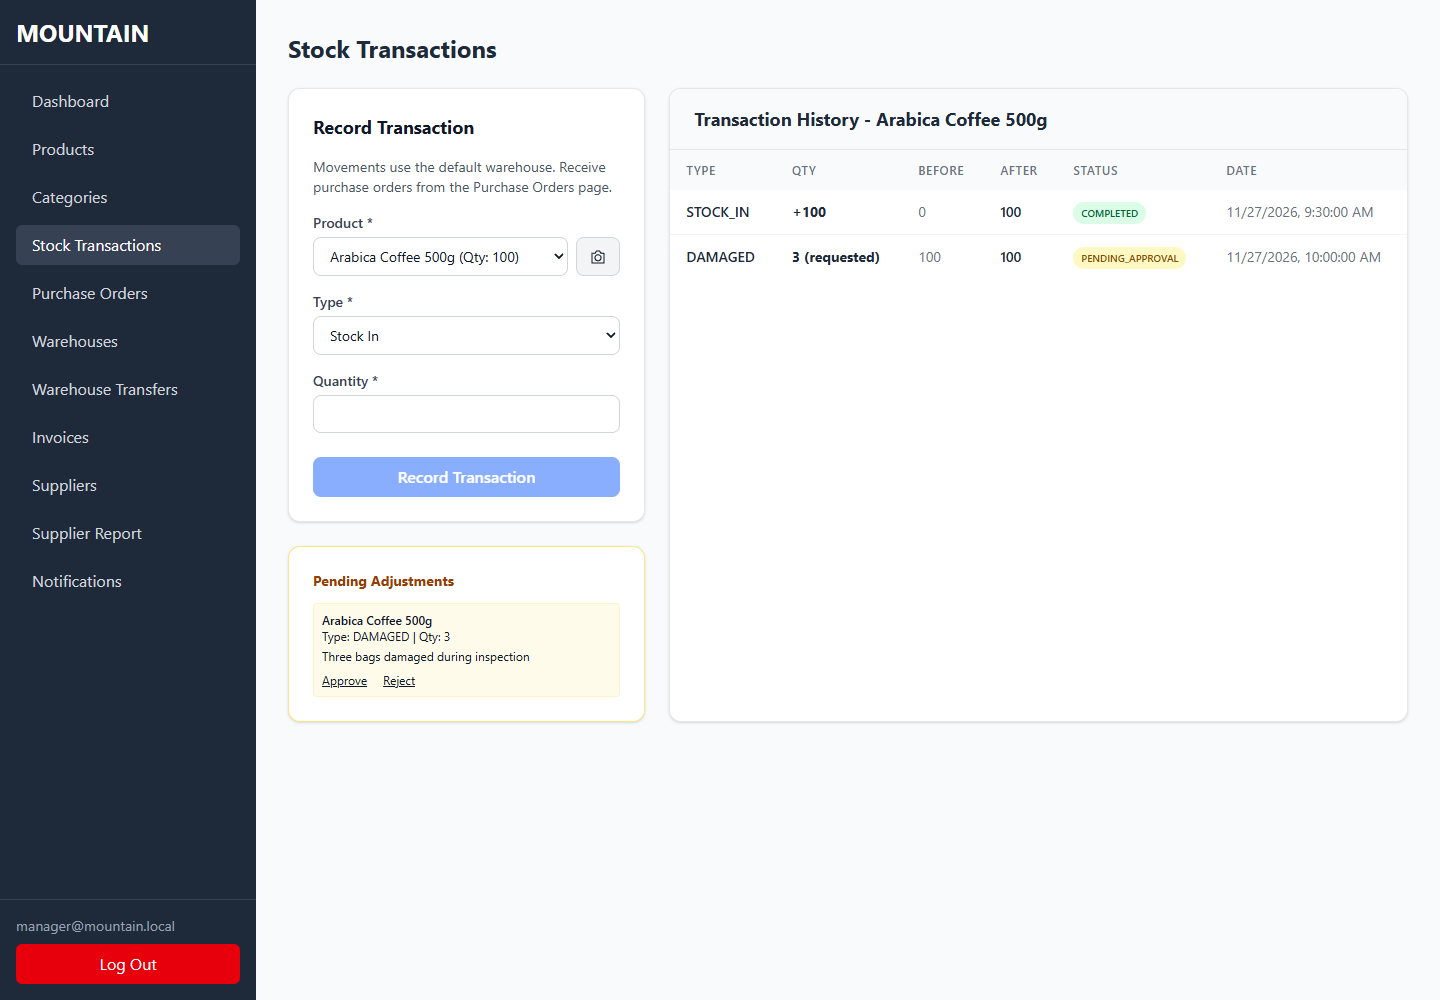 MOUNTAIN
Dashboard
Products
Categories
Stock Transactions
Purchase Orders
Warehouses
Warehouse Transfers
Invoices
Suppliers
Supplier Report
Notifications
manager@mountain.local
Log Out
Stock Transactions
Record Transaction
Movements use the default warehouse. Receive
purchase orders from the Purchase Orders page.
Product *
Arabica Coffee 500g (Qty: 100)
Type *
Stock In
Quantity *
Record Transaction
Pending Adjustments
Arabica Coffee 500g
Type: DAMAGED | Qty: 3
Three bags damaged during inspection
Approve Reject
Transaction History - Arabica Coffee 500g
TYPE QTY BEFORE AFTER STATUS DATE
STOCK_IN +100 0 100 COMPLETED 11/27/2026, 9:30:00 AM
DAMAGED 3 (requested) 100 100 PENDING_APPROVAL 11/27/2026, 10:00:00 AM